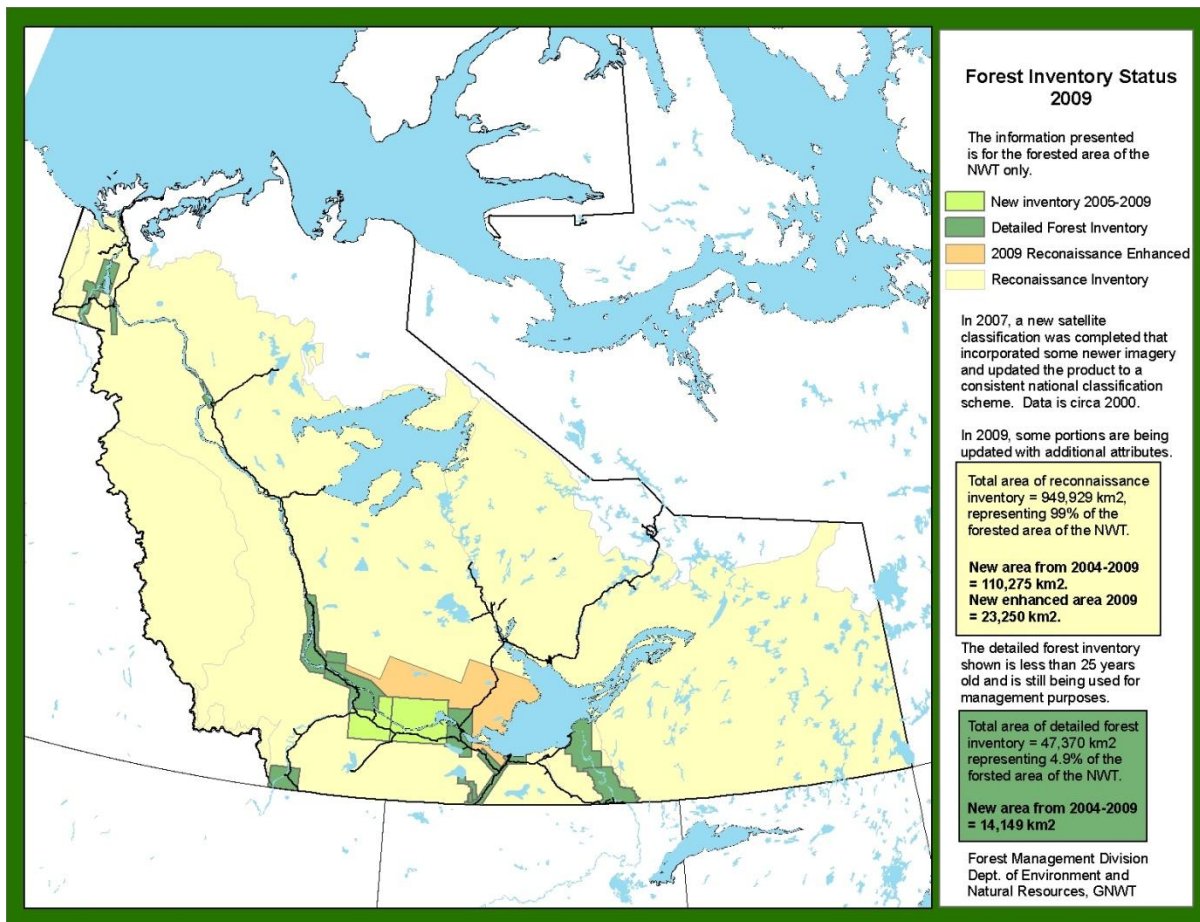 Forest Inventory Status
2009
The information presented
is for the forested area of the
NWT only.
New inventory 2005-2009
Detailed Forest Inventory
2009 Reconaissance Enhanced
Reconaissance Inventory
In 2007, a new satellite
classification was completed that
incorporated some newer imagery
and updated the product to a
consistent national classification
scheme. Data is circa 2000.
In 2009, some portions are being
updated with additional attributes.
Total area of reconnaissance
inventory = 949,929 km2,
representing 99% of the
forested area of the NWT.
New area from 2004-2009
= 110,275 km2.
New enhanced area 2009
= 23,250 km2.
The detailed forest inventory
shown is less than 25 years
old and is still being used for
management purposes.
Total area of detailed forest
inventory = 47,370 km2
representing 4.9% of the
forsted area of the NWT.
New area from 2004-2009
= 14,149 km2
Forest Management Division
Dept. of Environment and
Natural Resources, GNWT